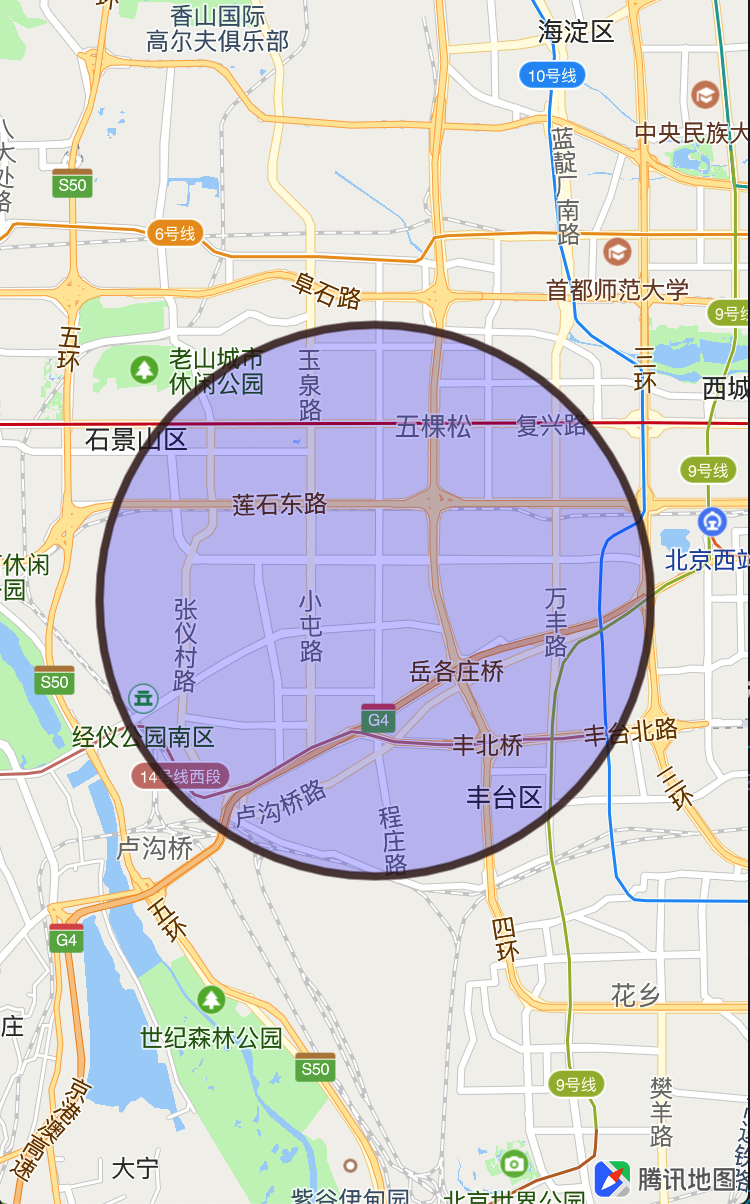 环
香山国际
高尔夫俱乐部
海淀区
10号线
中央民族大
八大处路
蓝靛厂南路
S50
6号线
首都师范大学
阜石路
9号线
五环
老山城市
休闲公园
玉泉路
三环
西城
石景山区
五棵松
复兴路
9号线
莲石东路
北京西站
休闲
园
张仪村路
小屯路
万丰路
岳各庄桥
S50
G4
经仪公园南区
丰北桥
丰台北路
14号线西段
三环
卢沟桥路
丰台区
程庄路
卢沟桥
五环
G4
四环
花乡
世纪森林公园
庄
S50
9号线
京港澳高速
樊羊路
大宁
紫谷伊甸园
北京世界公园
腾讯地图